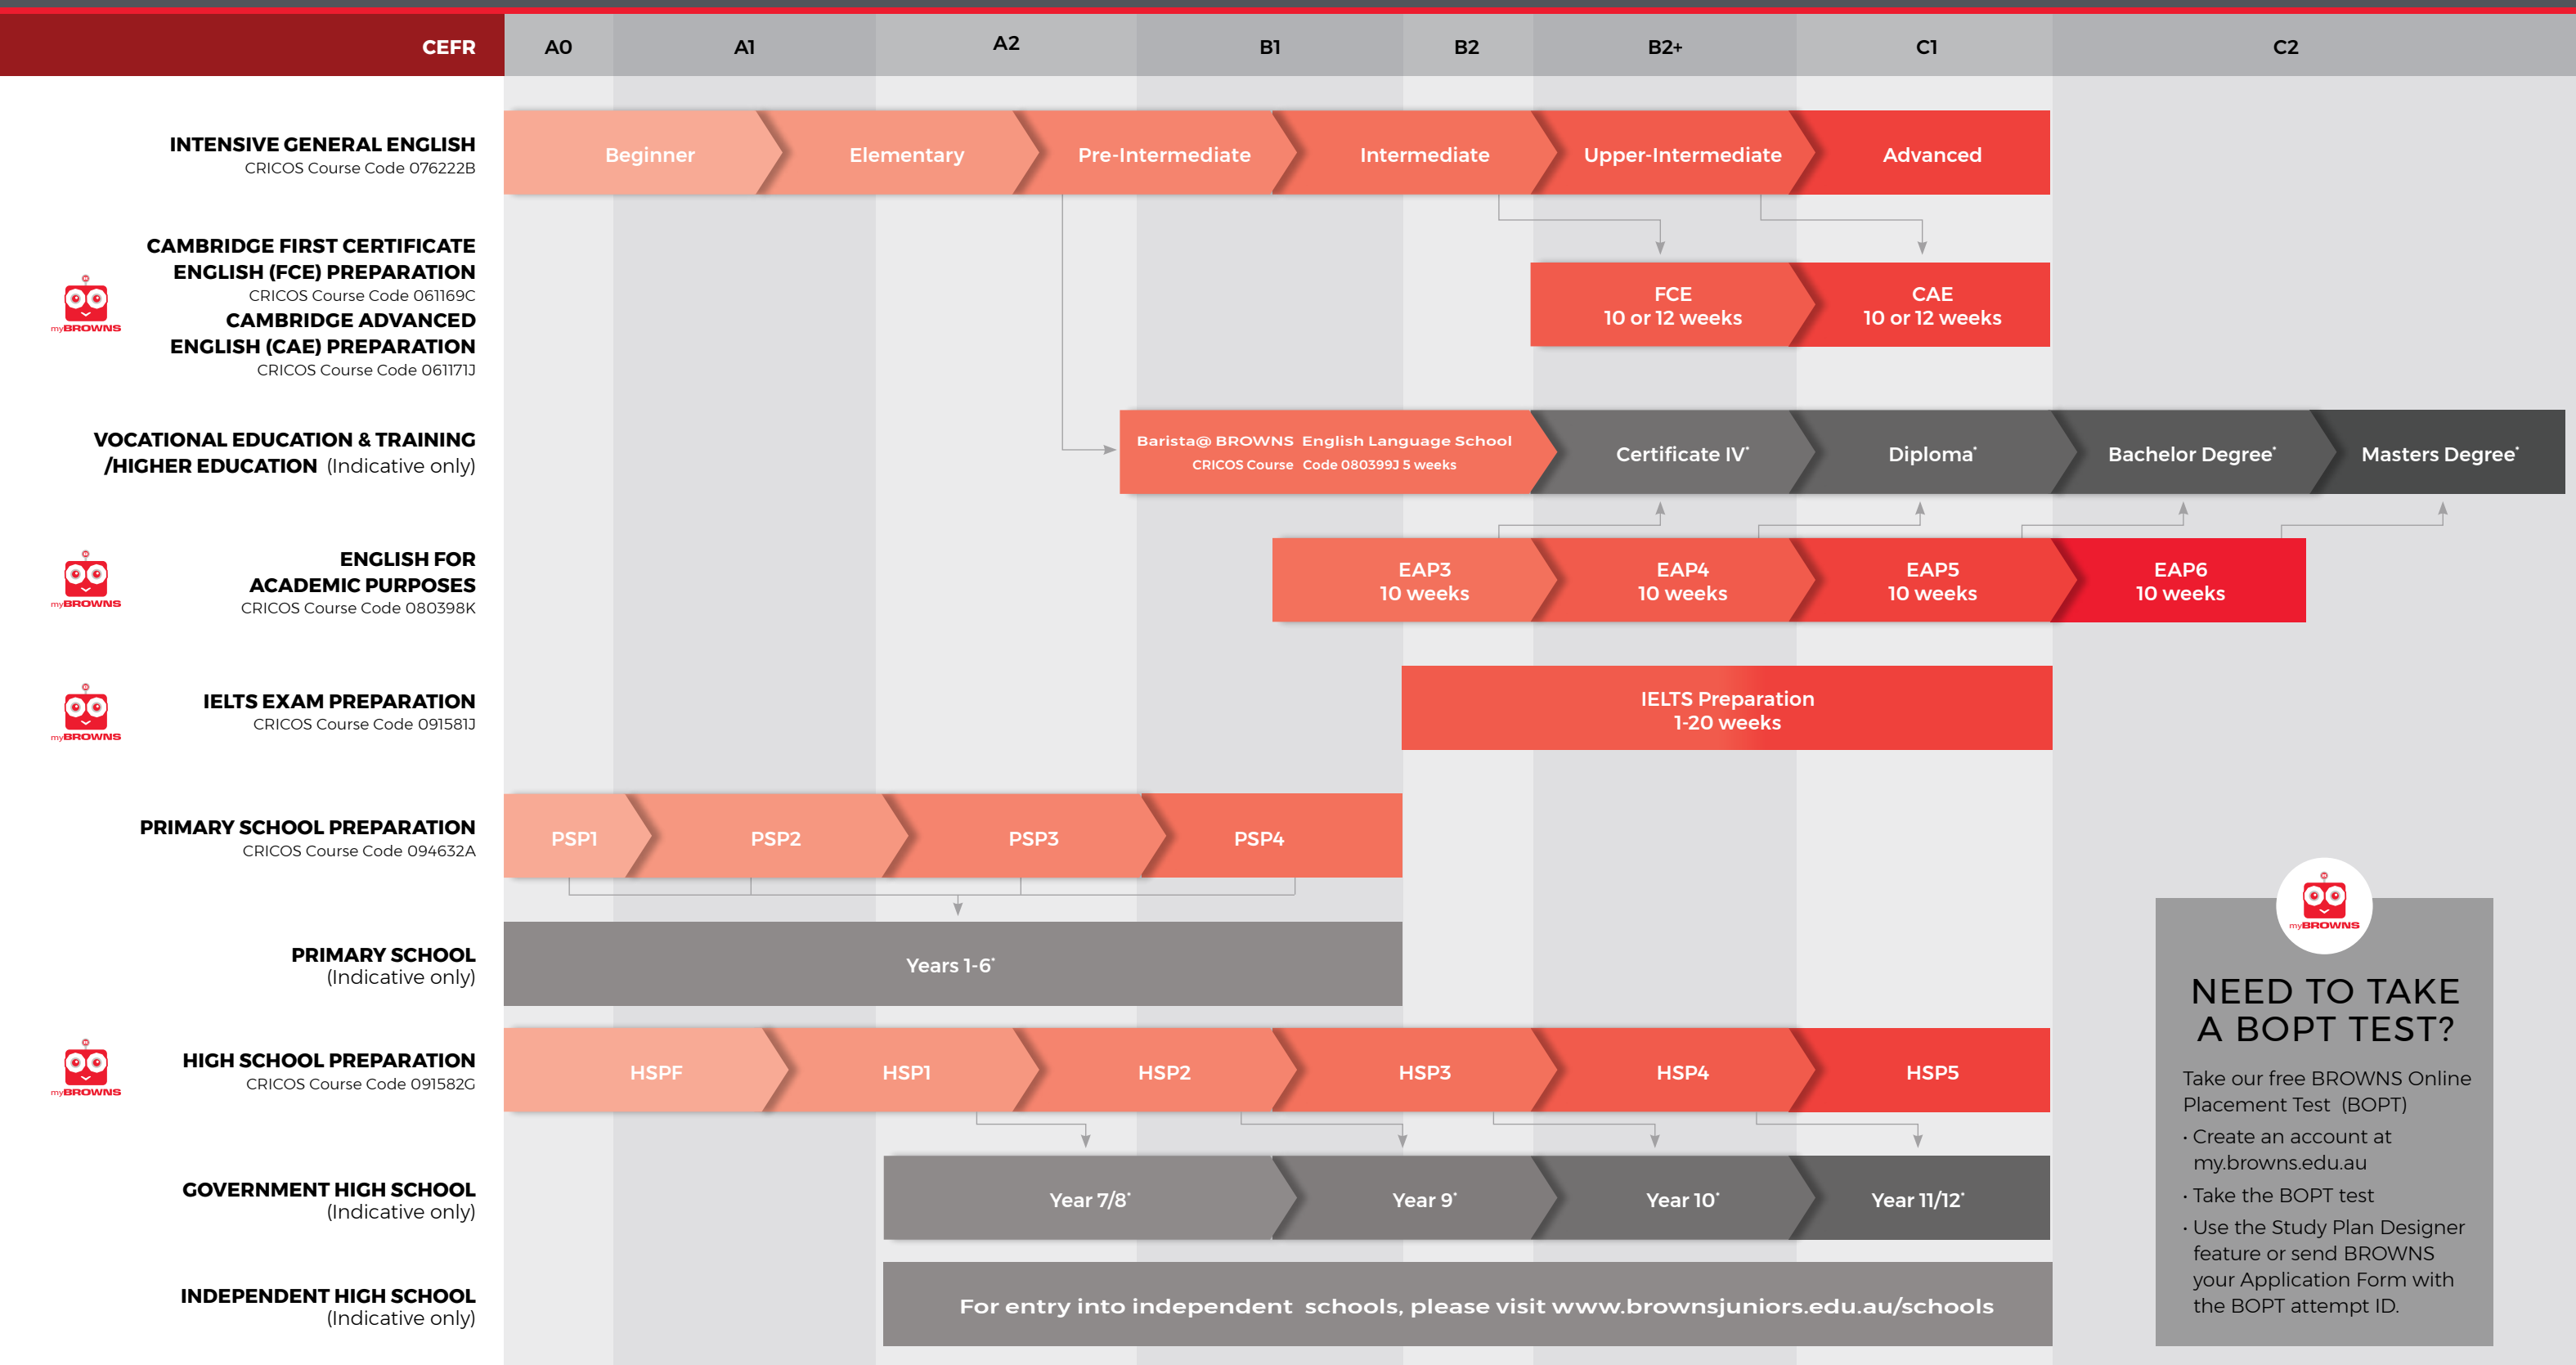 CEFR A0 A1 A2 B1 B2 B2+ C1 C2
INTENSIVE GENERAL ENGLISH
CRICOS Course Code 076222B
Beginner Elementary Pre-Intermediate Intermediate Upper-Intermediate Advanced
CAMBRIDGE FIRST CERTIFICATE
ENGLISH (FCE) PREPARATION
CRICOS Course Code 061169C
CAMBRIDGE ADVANCED
ENGLISH (CAE) PREPARATION
CRICOS Course Code 061171J
myBROWNS
FCE
10 or 12 weeks
CAE
10 or 12 weeks
VOCATIONAL EDUCATION & TRAINING
/HIGHER EDUCATION (Indicative only)
Barista@ BROWNS English Language School
CRICOS Course Code 080399J 5 weeks
Certificate IV* Diploma* Bachelor Degree* Masters Degree*
myBROWNS
ENGLISH FOR
ACADEMIC PURPOSES
CRICOS Course Code 080398K
EAP3
10 weeks
EAP4
10 weeks
EAP5
10 weeks
EAP6
10 weeks
myBROWNS
IELTS EXAM PREPARATION
CRICOS Course Code 091581J
IELTS Preparation
1-20 weeks
PRIMARY SCHOOL PREPARATION
CRICOS Course Code 094632A
PSP1 PSP2 PSP3 PSP4
PRIMARY SCHOOL
(Indicative only)
Years 1-6*
myBROWNS
HIGH SCHOOL PREPARATION
CRICOS Course Code 091582G
HSPF HSP1 HSP2 HSP3 HSP4 HSP5
GOVERNMENT HIGH SCHOOL
(Indicative only)
Year 7/8* Year 9* Year 10* Year 11/12*
INDEPENDENT HIGH SCHOOL
(Indicative only)
For entry into independent schools, please visit www.brownsjuniors.edu.au/schools
myBROWNS
NEED TO TAKE
A BOPT TEST?
Take our free BROWNS Online
Placement Test (BOPT)
• Create an account at
my.browns.edu.au
• Take the BOPT test
• Use the Study Plan Designer
feature or send BROWNS
your Application Form with
the BOPT attempt ID.